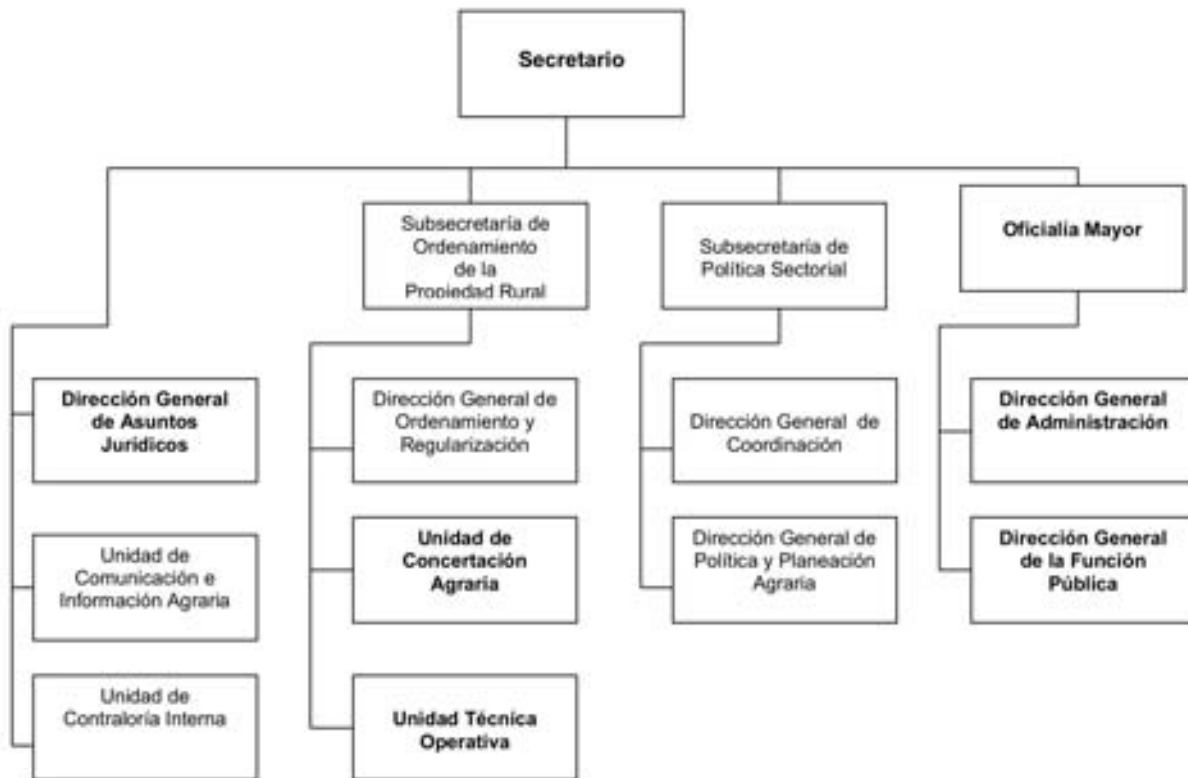 Secretario
Subsecretaría de
Ordenamiento
de la
Propiedad Rural
Subsecretaría de
Política Sectorial
Oficialía Mayor
Dirección General
de Asuntos
Jurídicos
Unidad de
Comunicación e
Información Agraria
Unidad de
Contraloría Interna
Dirección General de
Ordenamiento y
Regularización
Unidad de
Concertación
Agraria
Unidad Técnica
Operativa
Dirección General de
Coordinación
Dirección General de
Política y Planeación
Agraria
Dirección General
de Administración
Dirección General
de la Función
Pública